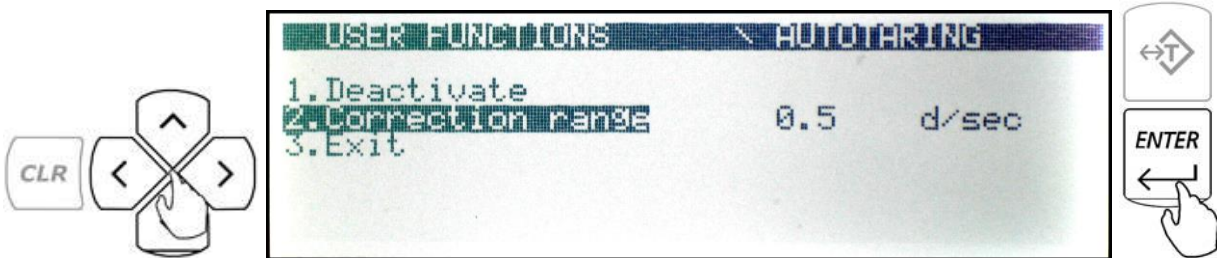 USER FUNCTIONS \ AUTOTARING
1.Deactivate
2.Correction range 0.5 d/sec
3.Exit
CLR
T
ENTER